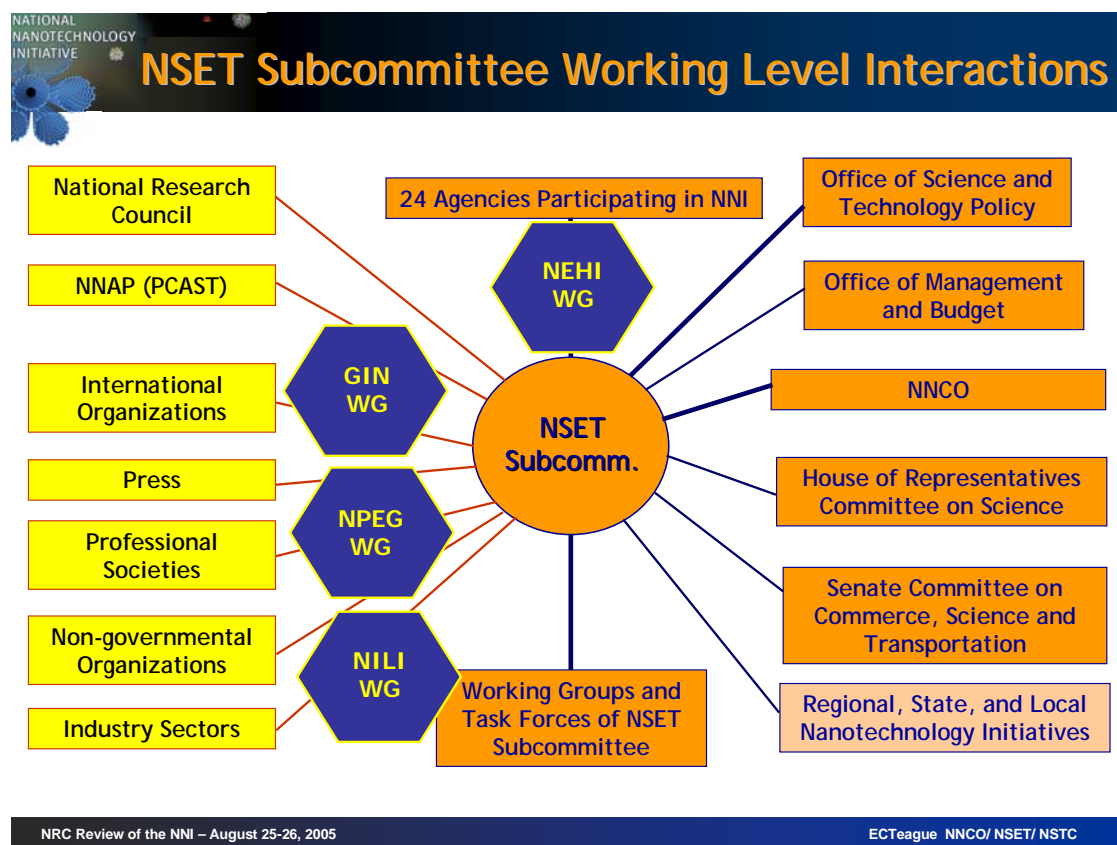 NATIONAL
NANOTECHNOLOGY
INITIATIVE
NSET Subcommittee Working Level Interactions
National Research
Council
NNAP (PCAST)
International
Organizations
Press
Professional
Societies
Non-governmental
Organizations
Industry Sectors
24 Agencies Participating in NNI
NEHI
WG
GIN
WG
NPEG
WG
NILI
WG
NSET
Subcomm.
Working Groups and
Task Forces of NSET
Subcommittee
Office of Science and
Technology Policy
Office of Management
and Budget
NNCO
House of Representatives
Committee on Science
Senate Committee on
Commerce, Science and
Transportation
Regional, State, and Local
Nanotechnology Initiatives
NRC Review of the NNI – August 25-26, 2005
ECTeague NNCO/ NSET/ NSTC